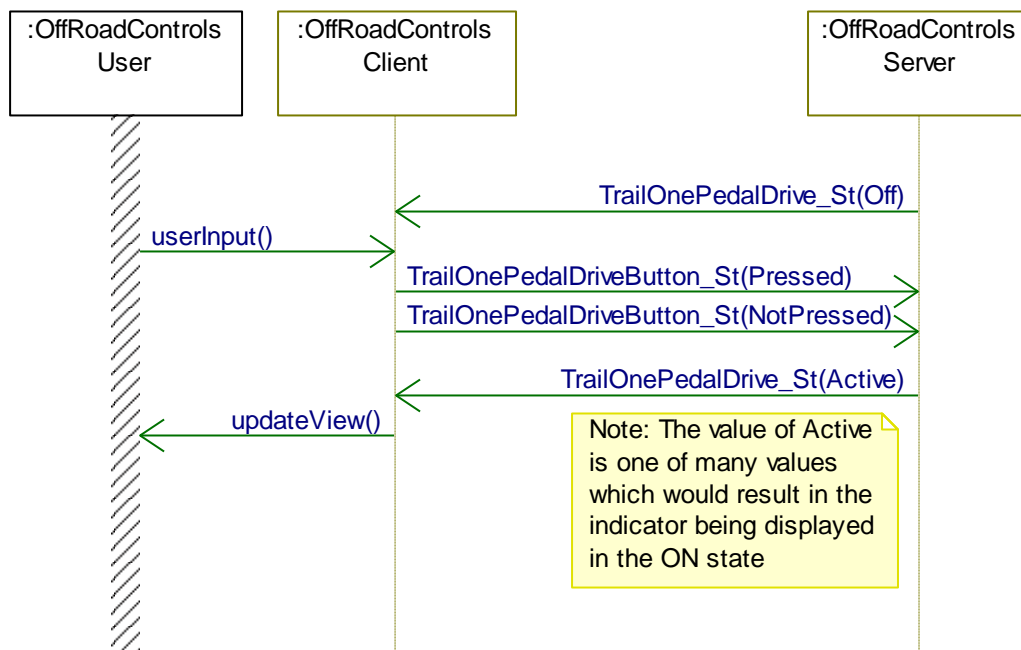 :OffRoadControls
User
:OffRoadControls
Client
:OffRoadControls
Server
TrailOnePedalDrive_St(Off)
userInput()
TrailOnePedalDriveButton_St(Pressed)
TrailOnePedalDriveButton_St(NotPressed)
TrailOnePedalDrive_St(Active)
updateView()
Note: The value of Active
is one of many values
which would result in the
indicator being displayed
in the ON state